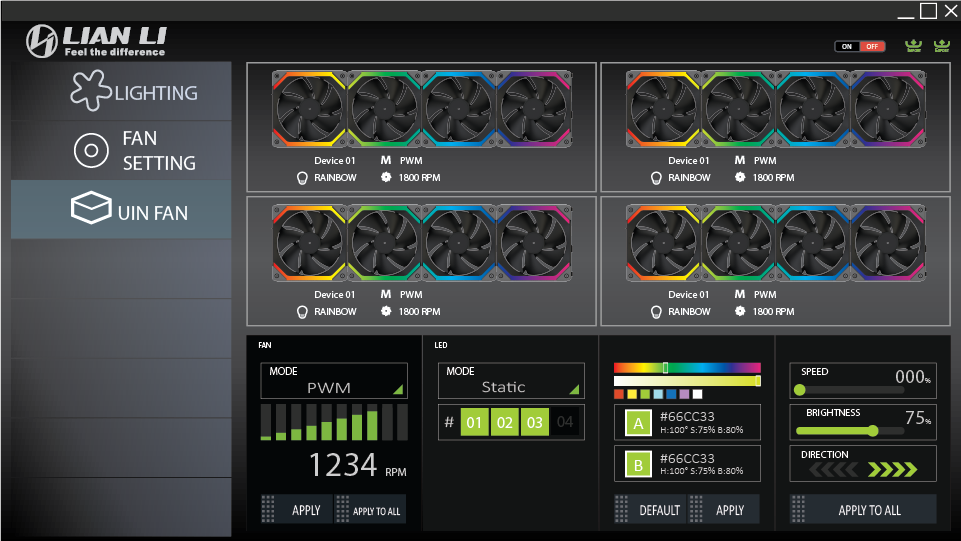 LIAN LI
Feel the difference
ON OFF
IMPORT EXPORT
LIGHTING
FAN
SETTING
UIN FAN
Device 01 M PWM
RAINBOW 1800 RPM
Device 01 M PWM
RAINBOW 1800 RPM
Device 01 M PWM
RAINBOW 1800 RPM
Device 01 M PWM
RAINBOW 1800 RPM
FAN
MODE
PWM
1234 RPM
APPLY APPLY TO ALL
LED
MODE
Static
# 01 02 03 04
A #66CC33
H:100° S:75% B:80%
B #66CC33
H:100° S:75% B:80%
DEFAULT APPLY
SPEED 000%
BRIGHTNESS 75%
DIRECTION
APPLY TO ALL